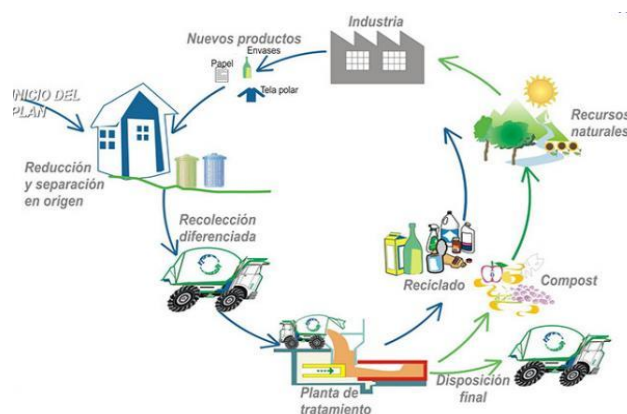 Industria
Nuevos productos
Envases
Papel
Tela polar
INICIO DEL
PLAN
Recursos
naturales
Reducción
y separación
en origen
Recolección
diferenciada
Reciclado
Compost
Planta de
tratamiento
Disposición
final